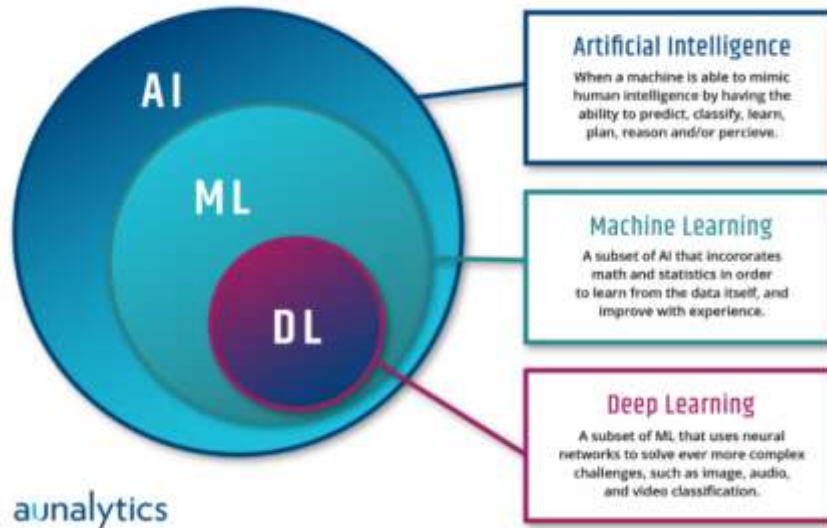 AI
ML
DL
Artificial Intelligence
When a machine is able to mimic
human intelligence by having the
ability to predict, classify, learn,
plan, reason and/or percieve.
Machine Learning
A subset of AI that incororates
math and statistics in order
to learn from the data itself, and
improve with experience.
Deep Learning
A subset of ML that uses neural
networks to solve ever more complex
challenges, such as image, audio,
and video classification.
aunalytics